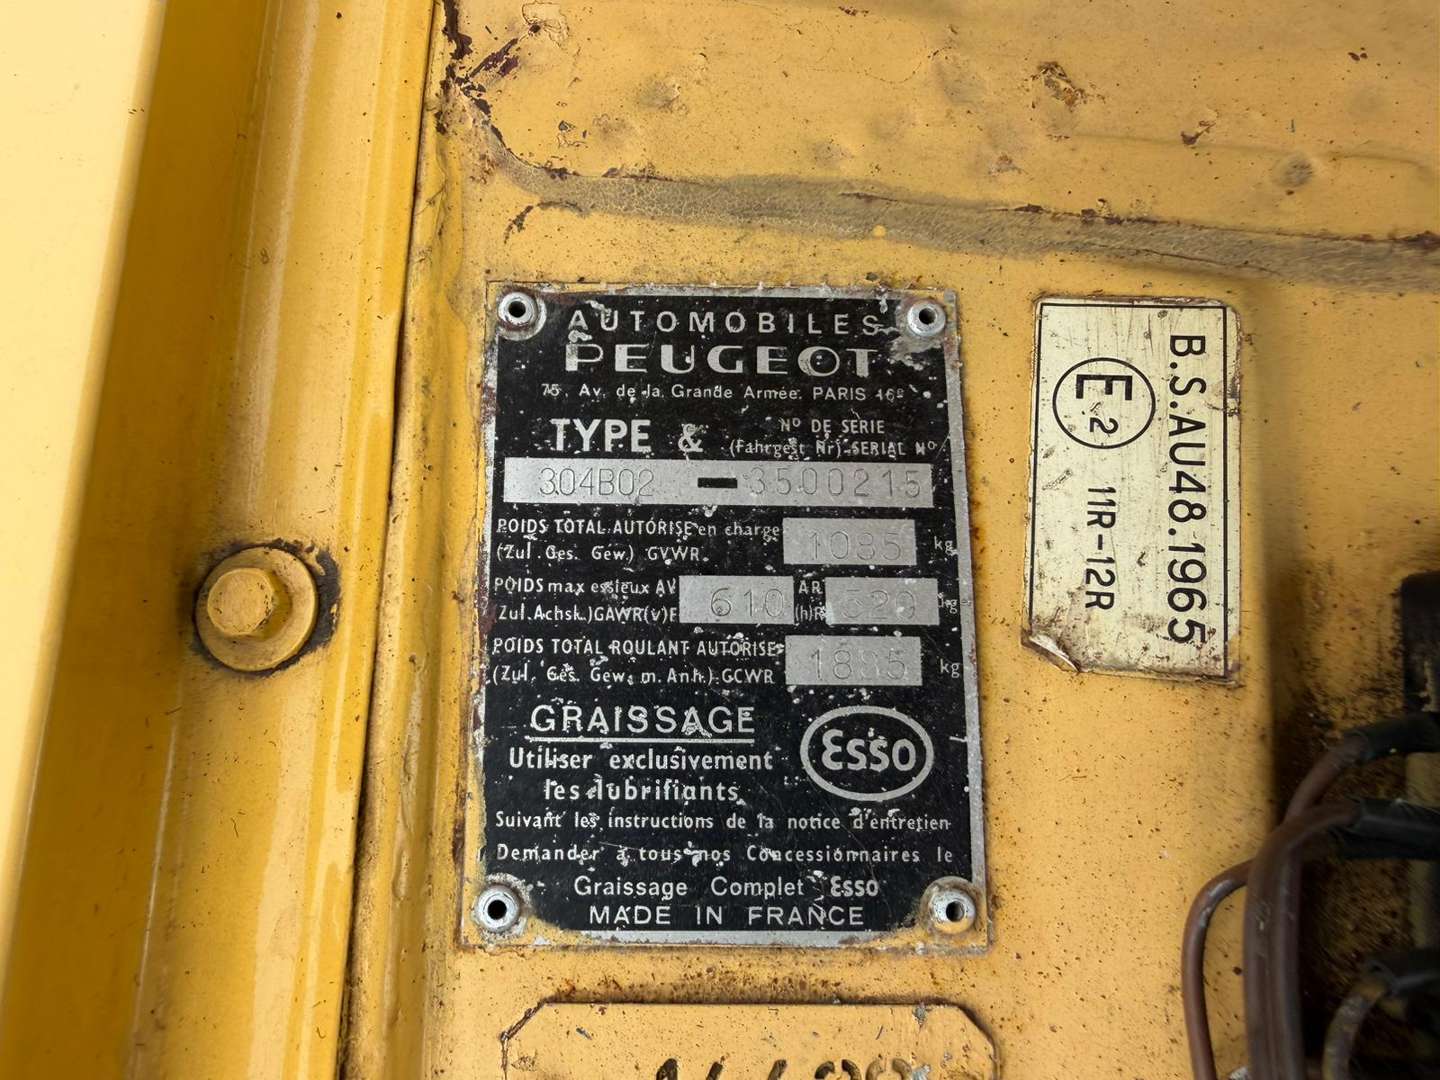 AUTOMOBILES
PEUGEOT
75, Av. de la Grande Armée. PARIS 16e
TYPE & No DE SERIE
(Fahrgest Nr) SERIAL No
304B02 - 3500215
POIDS TOTAL AUTORISE en charge
(Zul. Ges. Gew.) GVWR 1085 kg
POIDS max essieux AV AR
Zul.Achsk.)GAWR(v)F 610 (h)R kg
POIDS TOTAL ROULANT AUTORISE
(Zul. Ges. Gew. m. Anh.) GCWR kg
GRAISSAGE
Utiliser exclusivement
les lubrifiants
Esso
Suivant les instructions de la notice d'entretien
Demander à tous nos Concessionnaires le
Graissage Complet Esso
MADE IN FRANCE
B.S.AU48.1965
E2 11R-12R